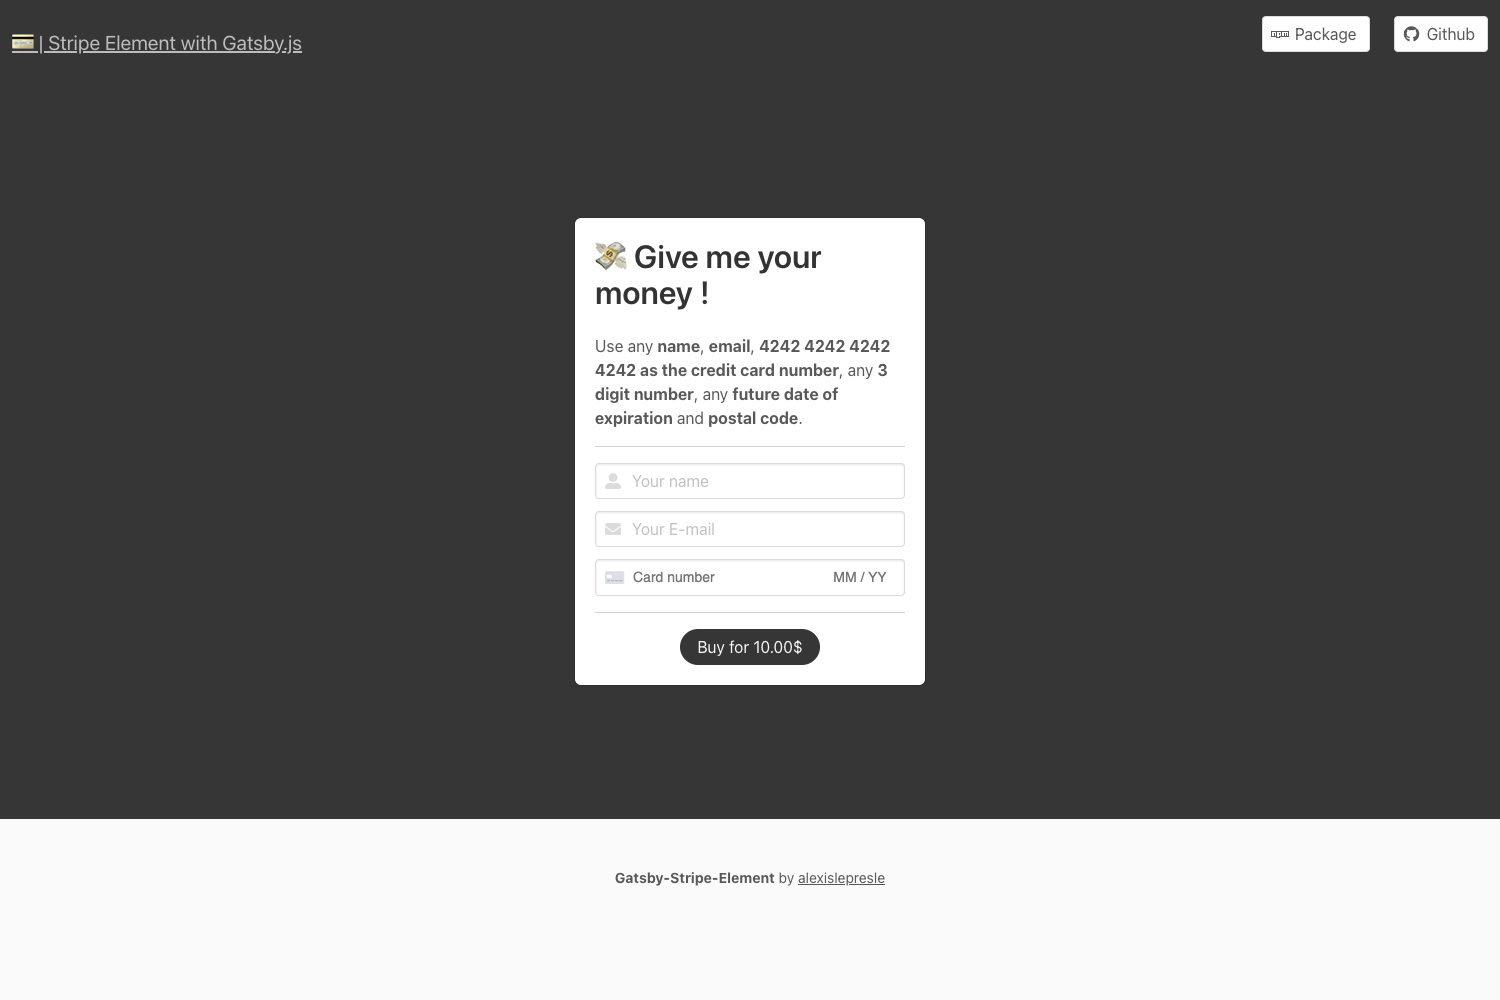 💳 | Stripe Element with Gatsby.js
Package
Github
💸 Give me your
money !
Use any name, email, 4242 4242 4242
4242 as the credit card number, any 3
digit number, any future date of
expiration and postal code.
Your name
Your E-mail
Card number
MM / YY
Buy for 10.00$
Gatsby-Stripe-Element by alexislepresle